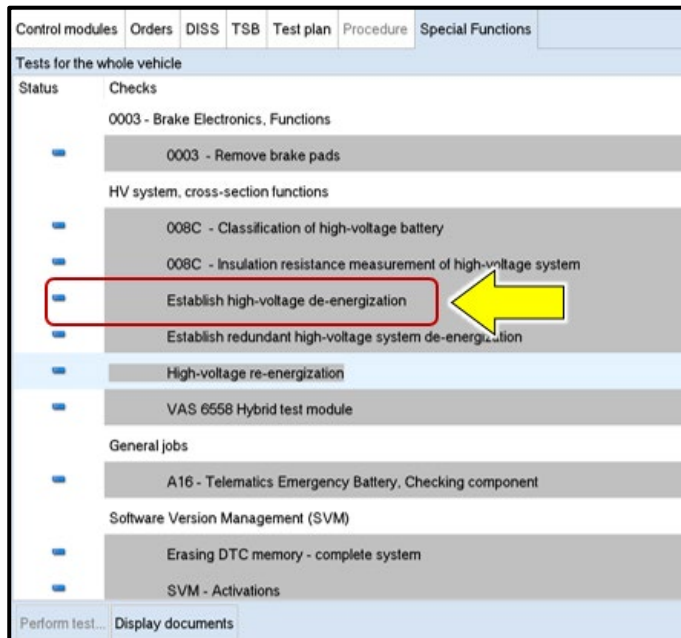 Control modules Orders DISS TSB Test plan Procedure Special Functions
Tests for the whole vehicle
Status Checks
0003 - Brake Electronics, Functions
0003 - Remove brake pads
HV system, cross-section functions
008C - Classification of high-voltage battery
008C - Insulation resistance measurement of high-voltage system
Establish high-voltage de-energization
Establish redundant high-voltage system de-energization
High-voltage re-energization
VAS 6558 Hybrid test module
General jobs
A16 - Telematics Emergency Battery, Checking component
Software Version Management (SVM)
Erasing DTC memory - complete system
SVM - Activations
Perform test... Display documents